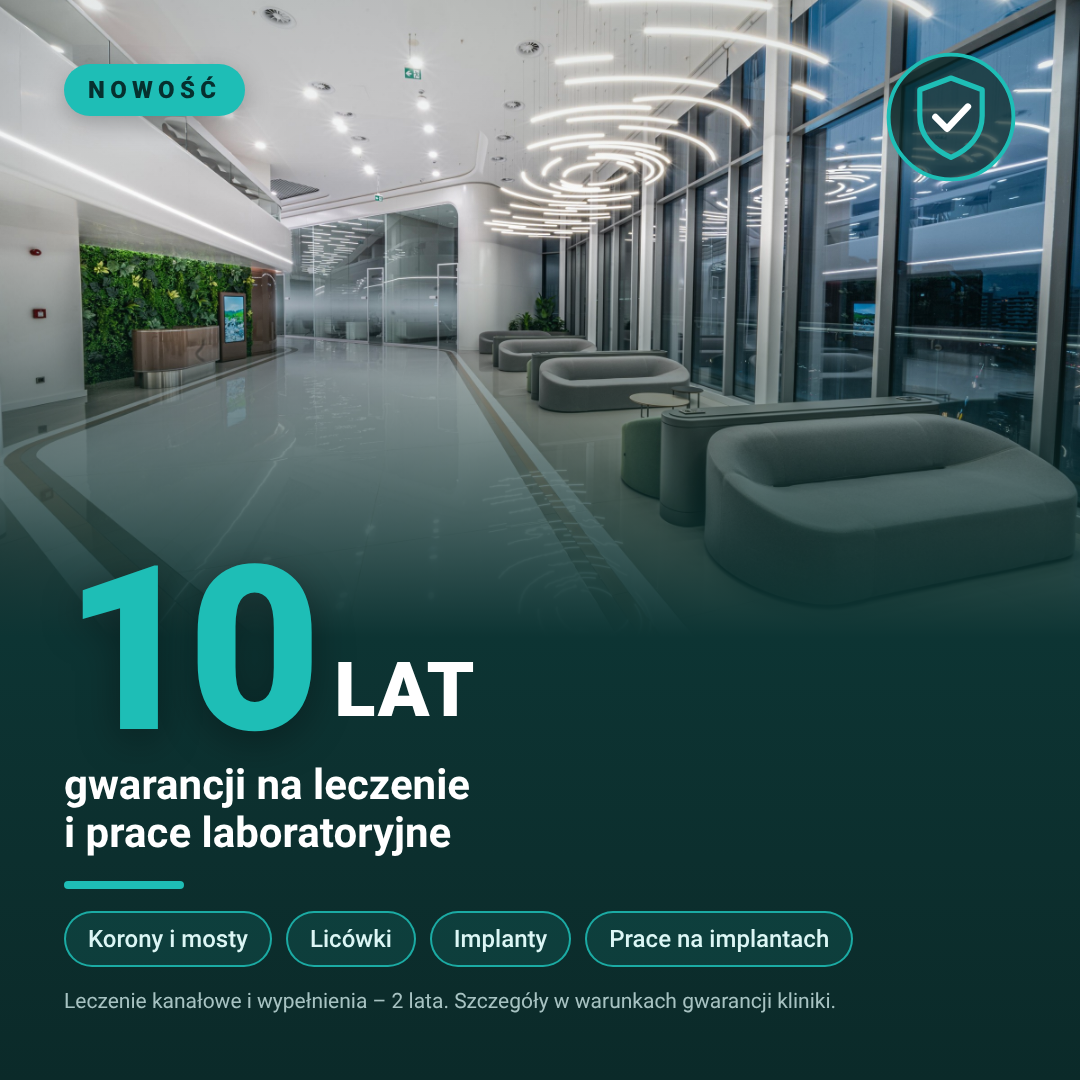 NOWOŚĆ
10 LAT
gwarancji na leczenie
i prace laboratoryjne
Korony i mosty
Licówki
Implanty
Prace na implantach
Leczenie kanałowe i wypełnienia – 2 lata. Szczegóły w warunkach gwarancji kliniki.